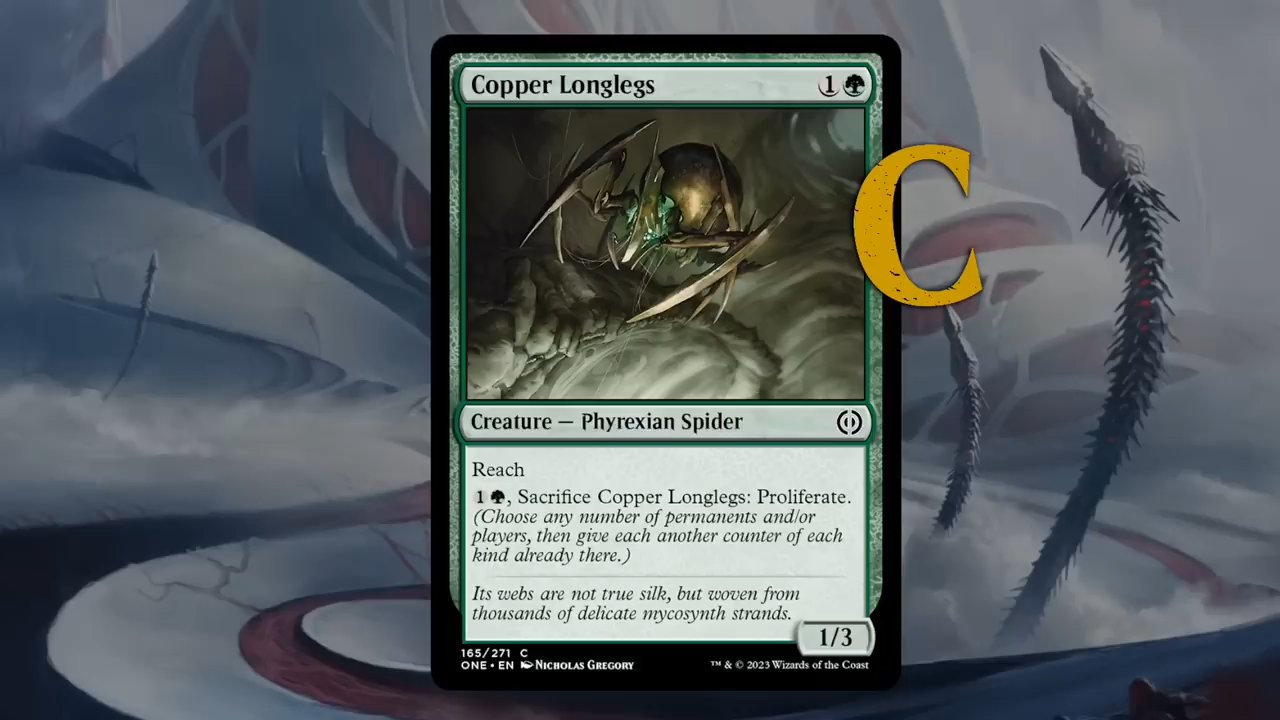 Copper Longlegs 1
C
Creature — Phyrexian Spider
Reach
1 , Sacrifice Copper Longlegs: Proliferate.
(Choose any number of permanents and/or
players, then give each another counter of each
kind already there.)
Its webs are not true silk, but woven from
thousands of delicate mycosynth strands.
1/3
165/271 C
ONE • EN Nicholas Gregory
™ & © 2023 Wizards of the Coast